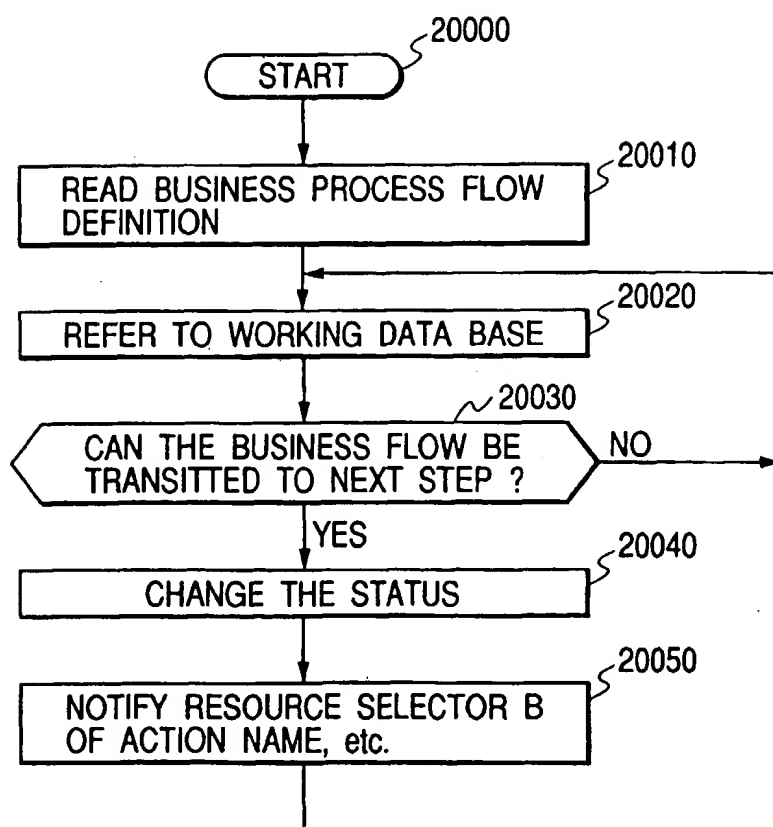 20000
START
20010
READ BUSINESS PROCESS FLOW
DEFINITION
20020
REFER TO WORKING DATA BASE
20030
CAN THE BUSINESS FLOW BE
TRANSITTED TO NEXT STEP ?
NO
YES
20040
CHANGE THE STATUS
20050
NOTIFY RESOURCE SELECTOR B
OF ACTION NAME, etc.